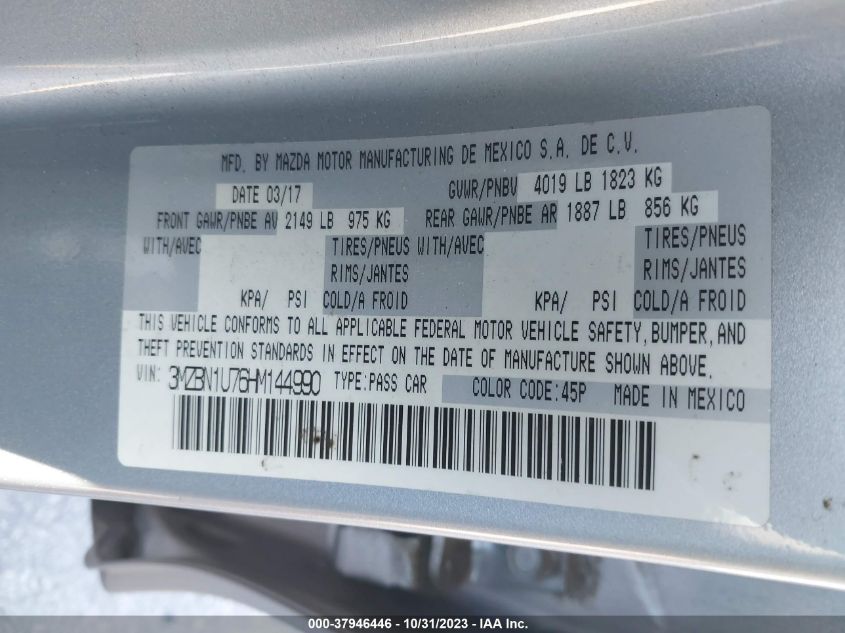 MFD. BY MAZDA MOTOR MANUFACTURING DE MEXICO S.A. DE C.V.
DATE 03/17 GVWR/PNBV 4019 LB 1823 KG
FRONT GAWR/PNBE AV 2149 LB 975 KG REAR GAWR/PNBE AR 1887 LB 856 KG
WITH/AVEC TIRES/PNEUS WITH/AVEC TIRES/PNEUS
RIMS/JANTES RIMS/JANTES
KPA/ PSI COLD/A FROID KPA/ PSI COLD/A FROID
THIS VEHICLE CONFORMS TO ALL APPLICABLE FEDERAL MOTOR VEHICLE SAFETY, BUMPER, AND
THEFT PREVENTION STANDARDS IN EFFECT ON THE DATE OF MANUFACTURE SHOWN ABOVE.
VIN: 3MZBN1U76HM144990 TYPE:PASS CAR COLOR CODE:45P MADE IN MEXICO
000-37946446 - 10/31/2023 - IAA Inc.